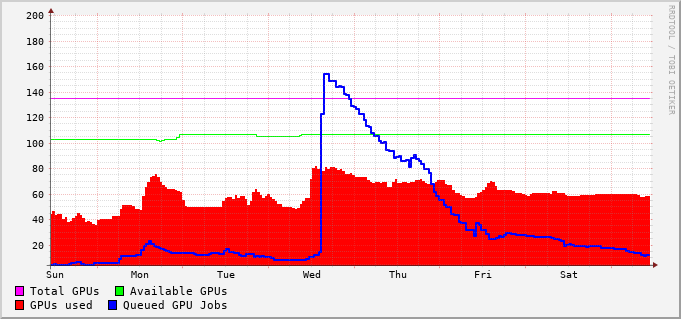 RRDTOOL / TOBI OETIKER
200
180
160
140
120
100
80
60
40
20
Sun Mon Tue Wed Thu Fri Sat
Total GPUs Available GPUs
GPUs used Queued GPU Jobs